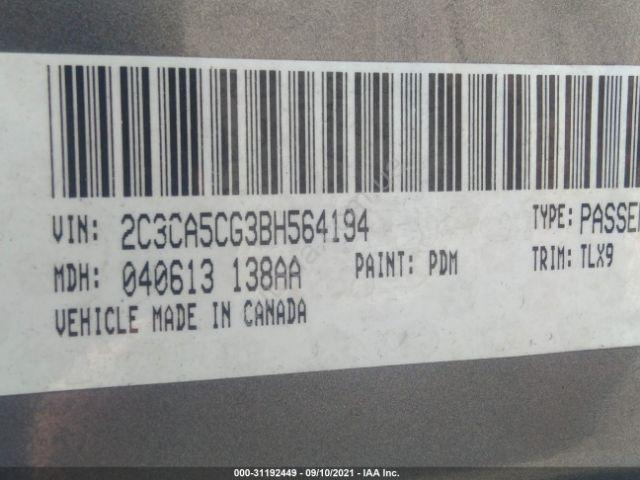 VIN: 2C3CA5CG3BH564194 TYPE: PASSE
MDH: 040613 138AA PAINT: PDM TRIM: TLX9
VEHICLE MADE IN CANADA
000-31192449 - 09/10/2021 - IAA Inc.